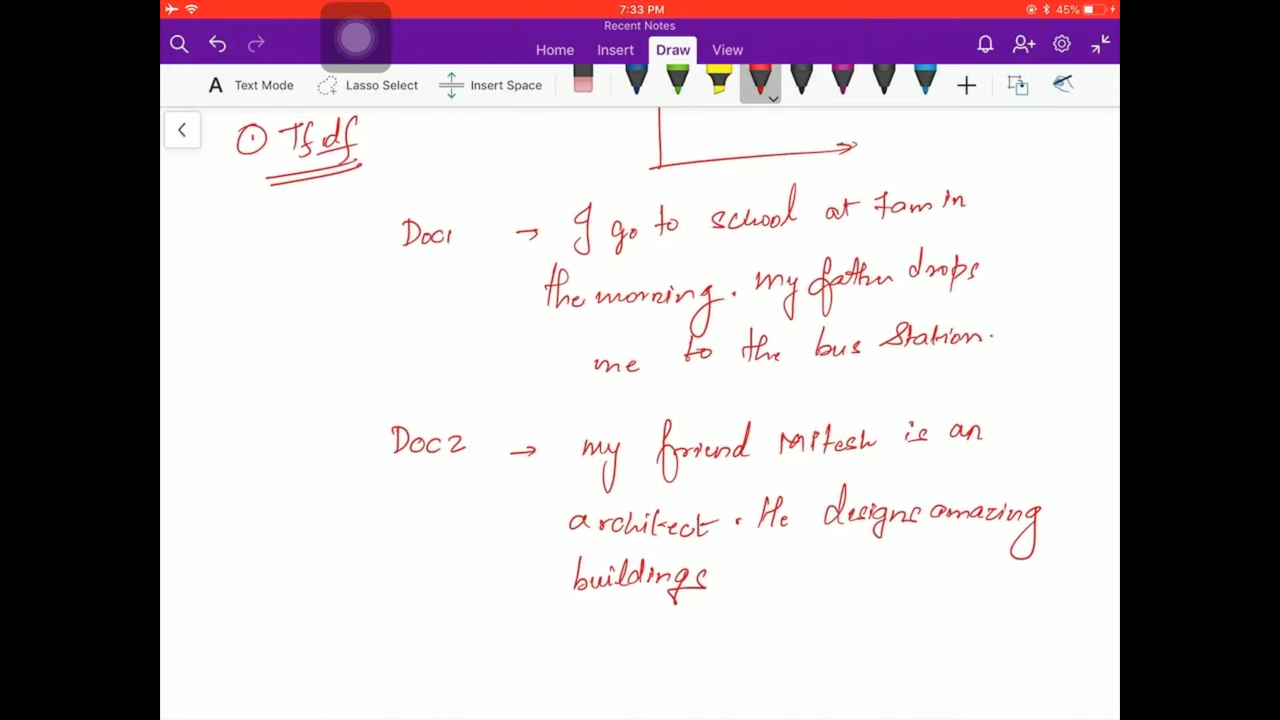 7:33 PM
45%
Recent Notes
Home Insert Draw View
A Text Mode Lasso Select Insert Space
① Tfidf
Doc1 → I go to school at 7am in
the morning. my father drops
me to the bus station.
Doc2 → my friend Mitesh is an
architect. He designs amazing
buildings